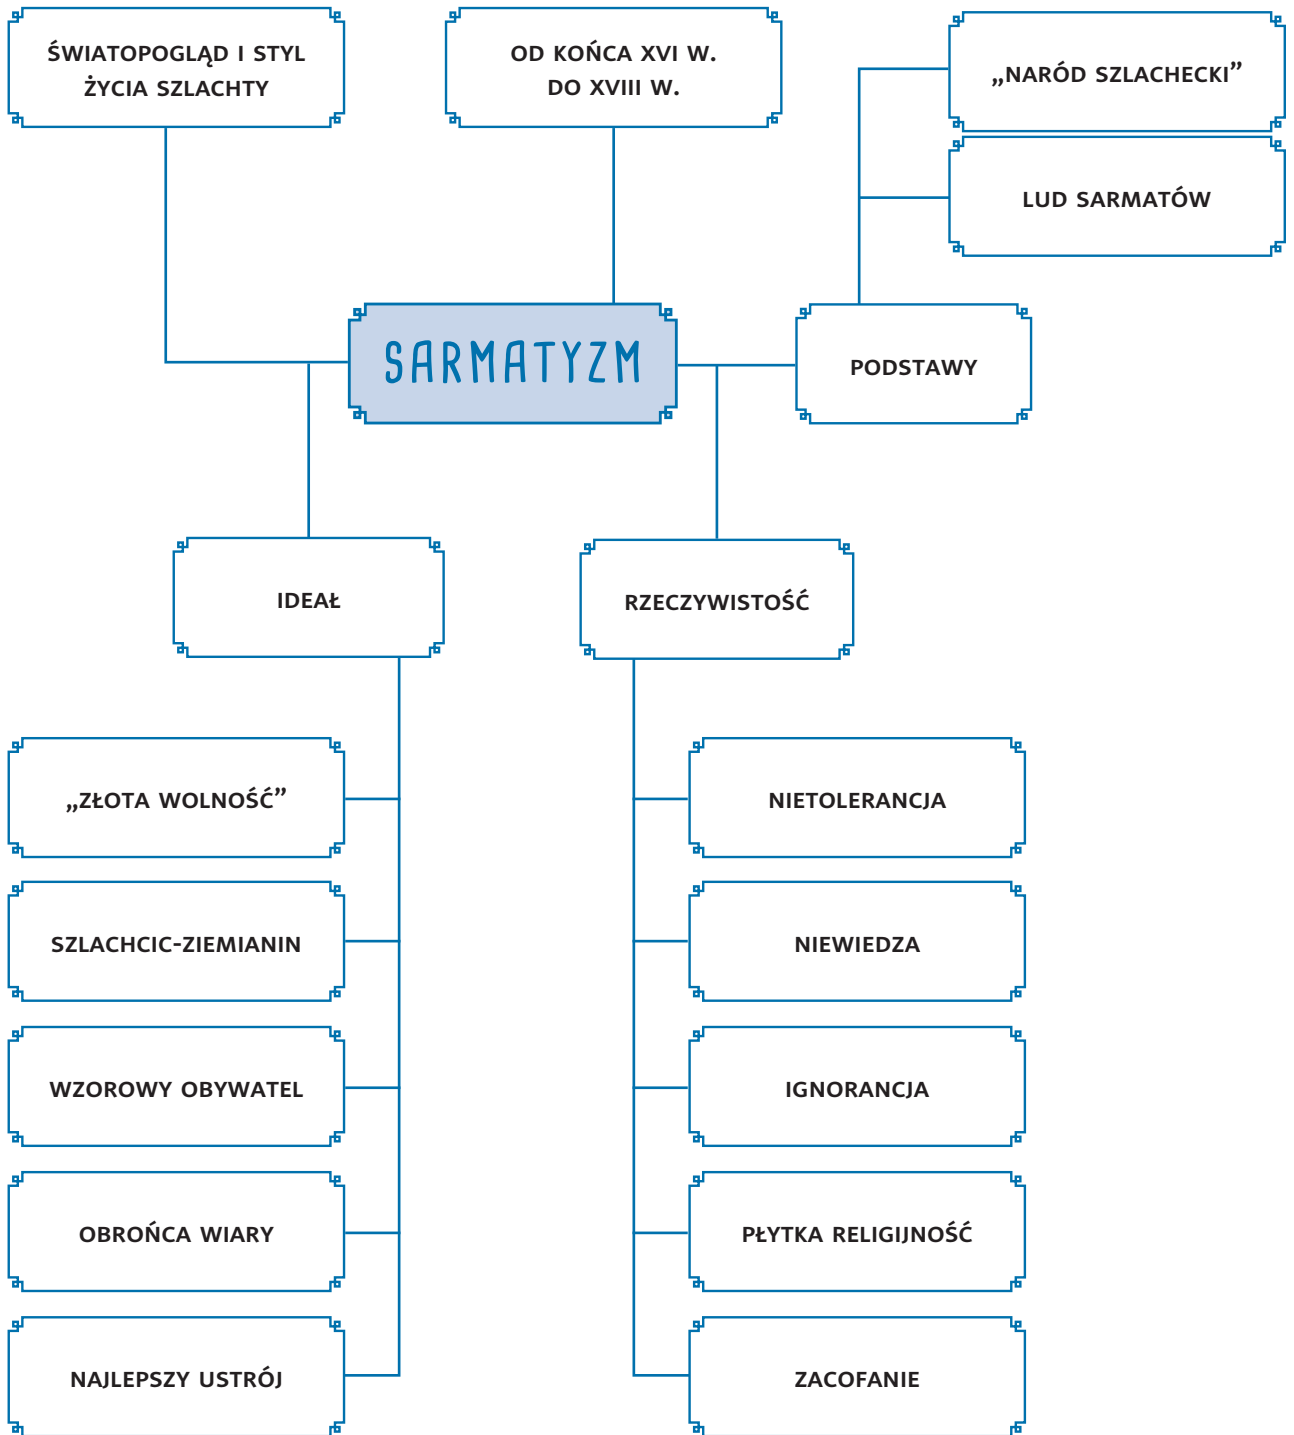 ŚWIATOPOGLĄD I STYL
ŻYCIA SZLACHTY
OD KOŃCA XVI W.
DO XVIII W.
„NARÓD SZLACHECKI”
LUD SARMATÓW
SARMATYZM
PODSTAWY
IDEAŁ
RZECZYWISTOŚĆ
„ZŁOTA WOLNOŚĆ”
SZLACHCIC-ZIEMIANIN
WZOROWY OBYWATEL
OBROŃCA WIARY
NAJLEPSZY USTRÓJ
NIETOLERANCJA
NIEWIEDZA
IGNORANCJA
PŁYTKA RELIGIJNOŚĆ
ZACOFANIE